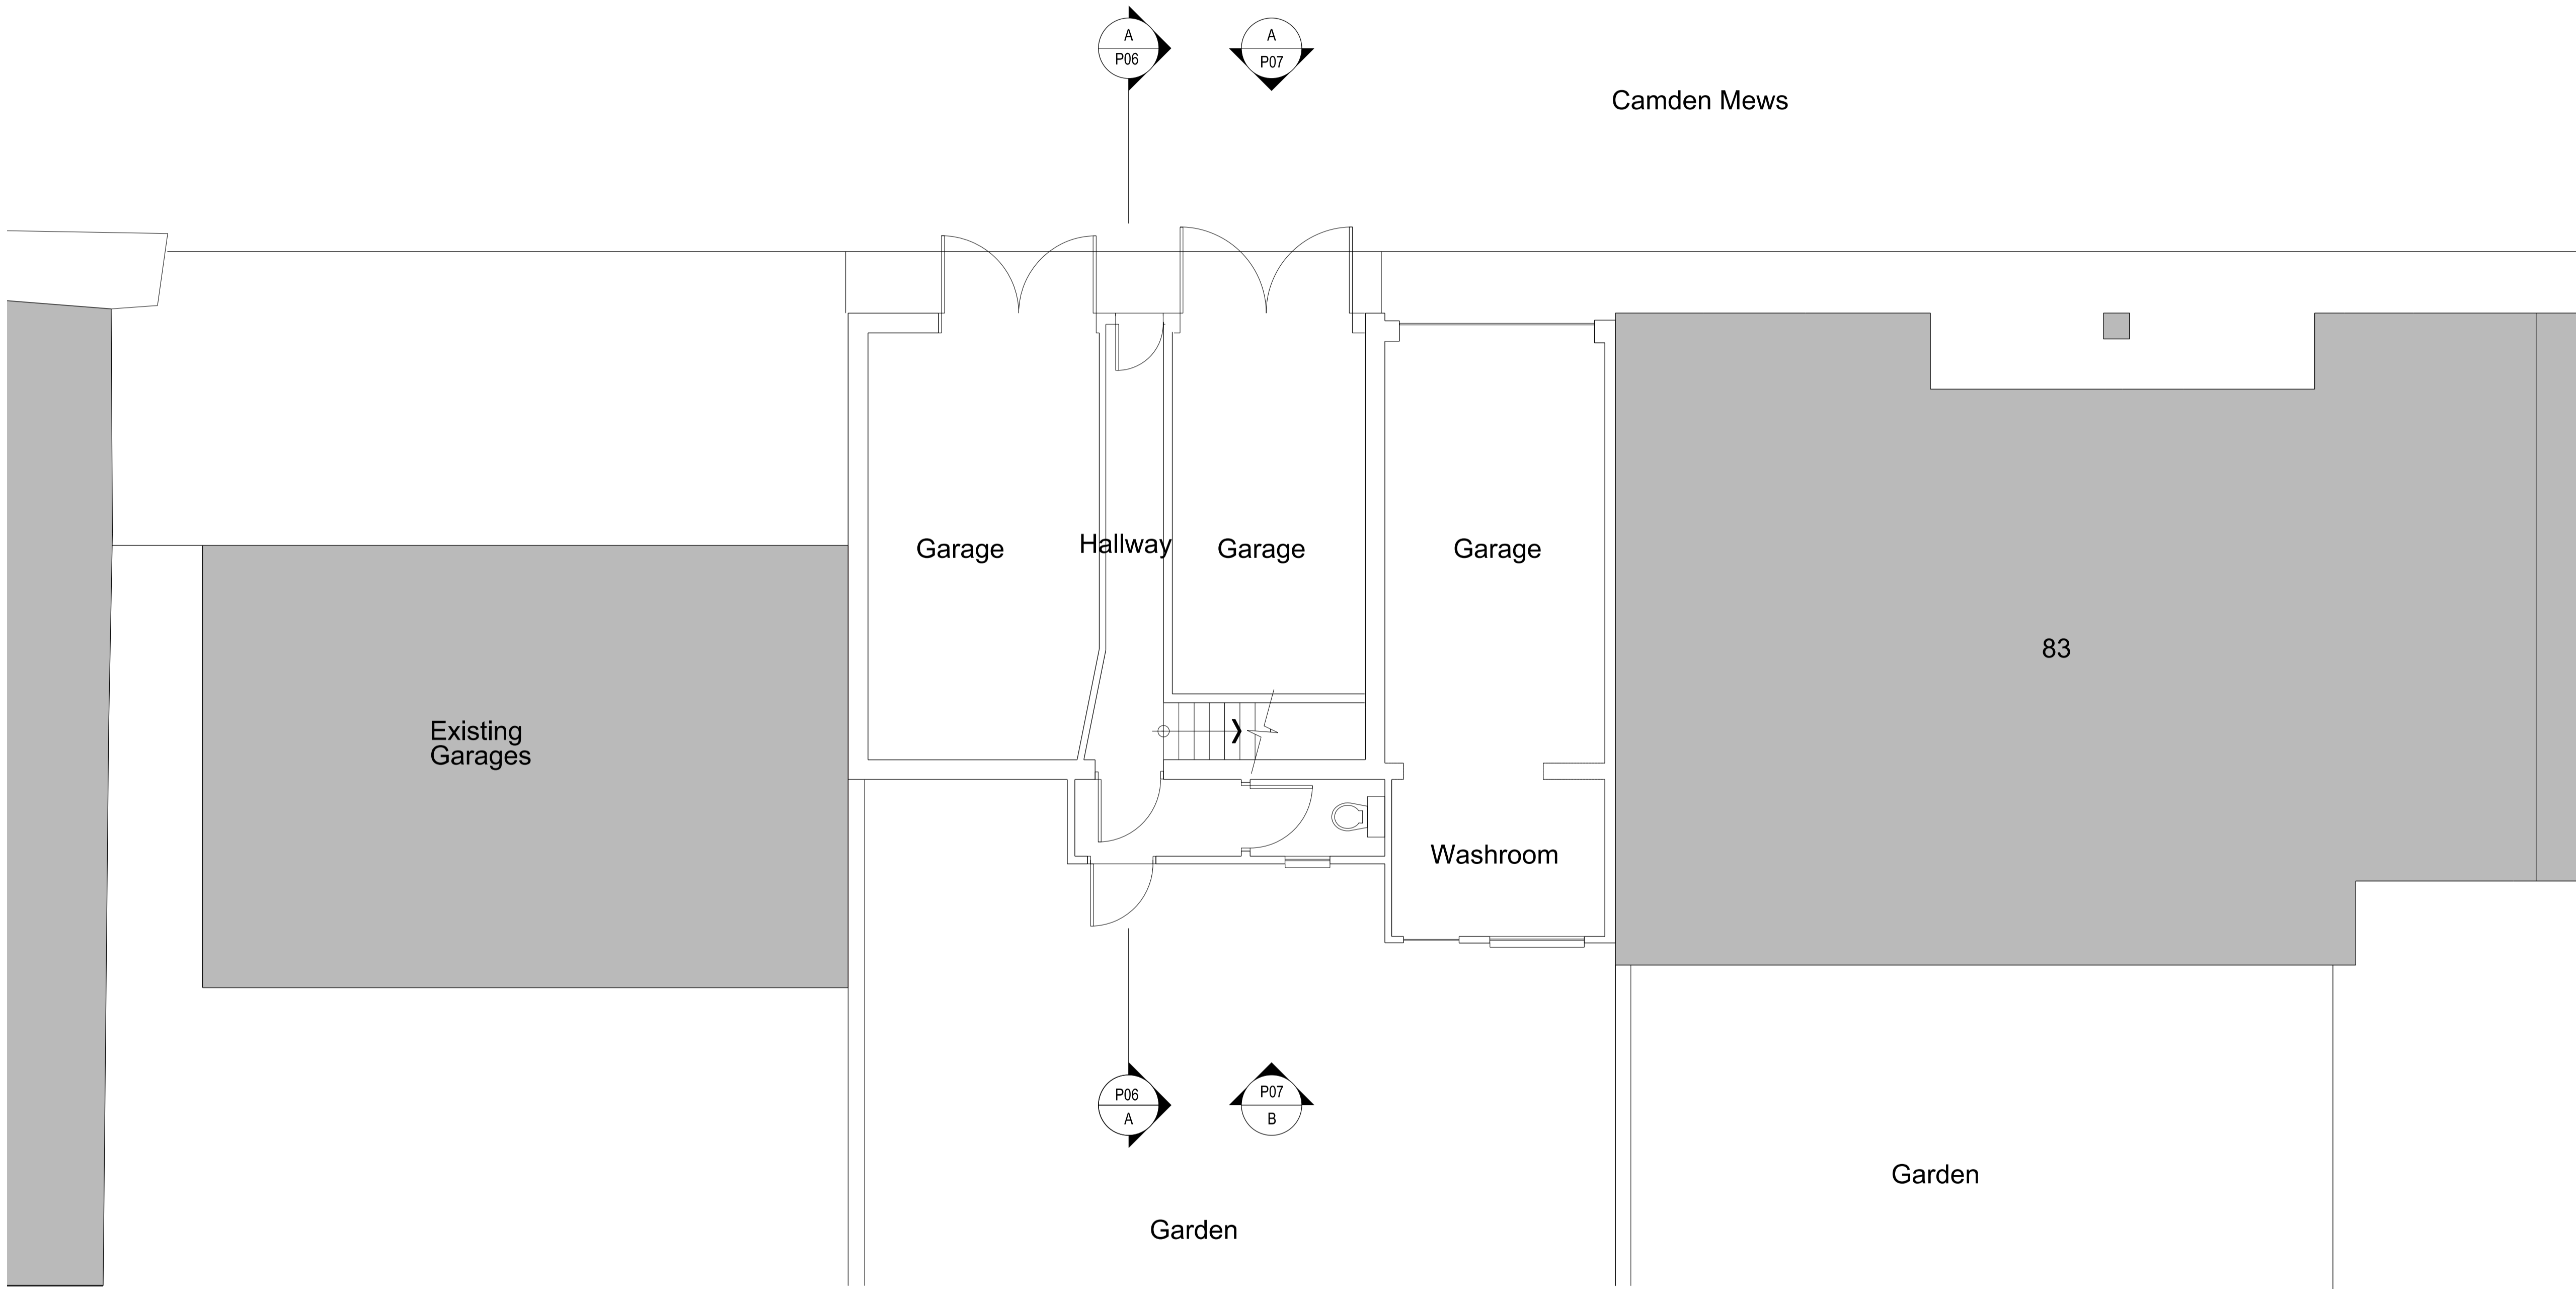 A
P06
A
P07
Camden Mews
Garage
Hallway
Garage
Garage
83
Existing
Garages
Washroom
P06
A
P07
B
Garden
Garden